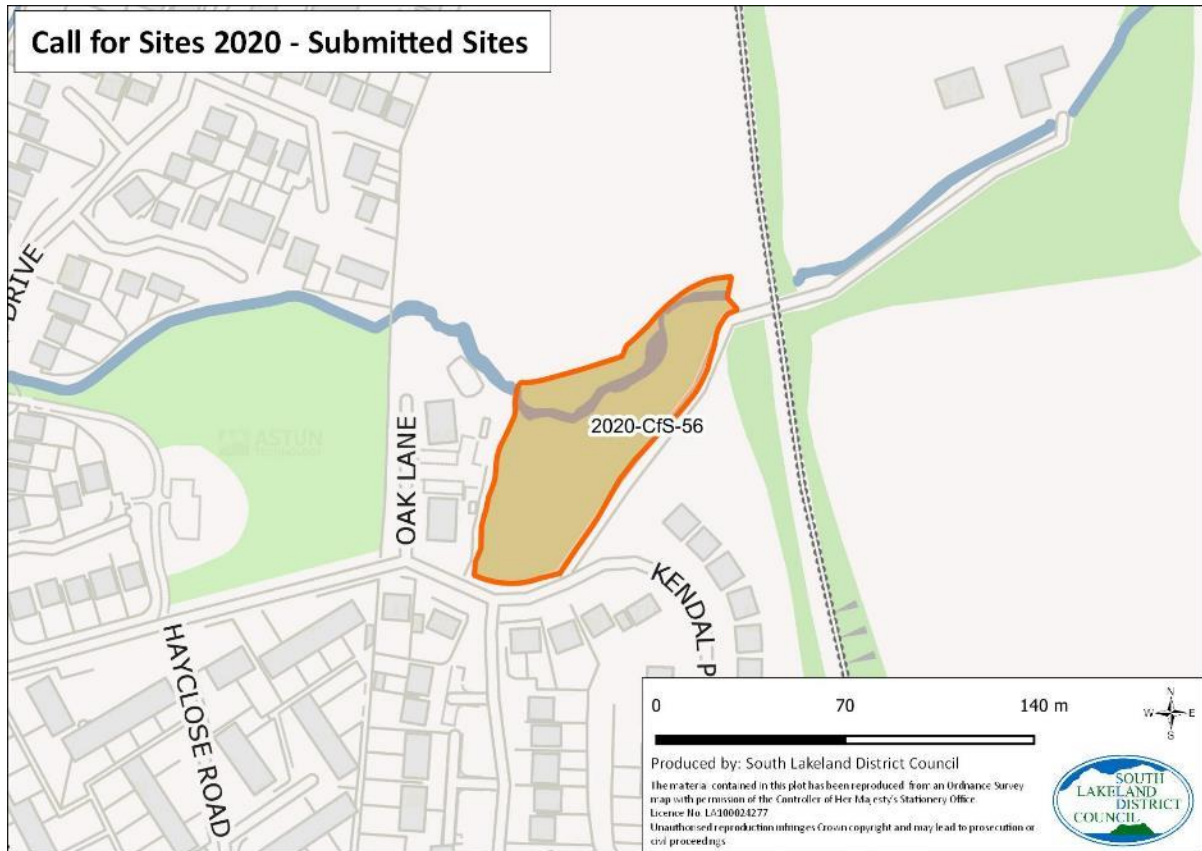 Call for Sites 2020 - Submitted Sites
DRIVE
ASTUN
OAK LANE
2020-CfS-56
KENDAL P
HAYCLOSE ROAD
0 70 140 m
N
W E
S
Produced by: South Lakeland District Council
The material contained in this plot has been reproduced from an Ordnance Survey
map with permission of the Controller of Her Majesty's Stationery Office.
Licence No. LA100024277
Unauthorised reproduction infringes Crown copyright and may lead to prosecution or
civil proceedings
SOUTH
LAKELAND
DISTRICT
COUNCIL